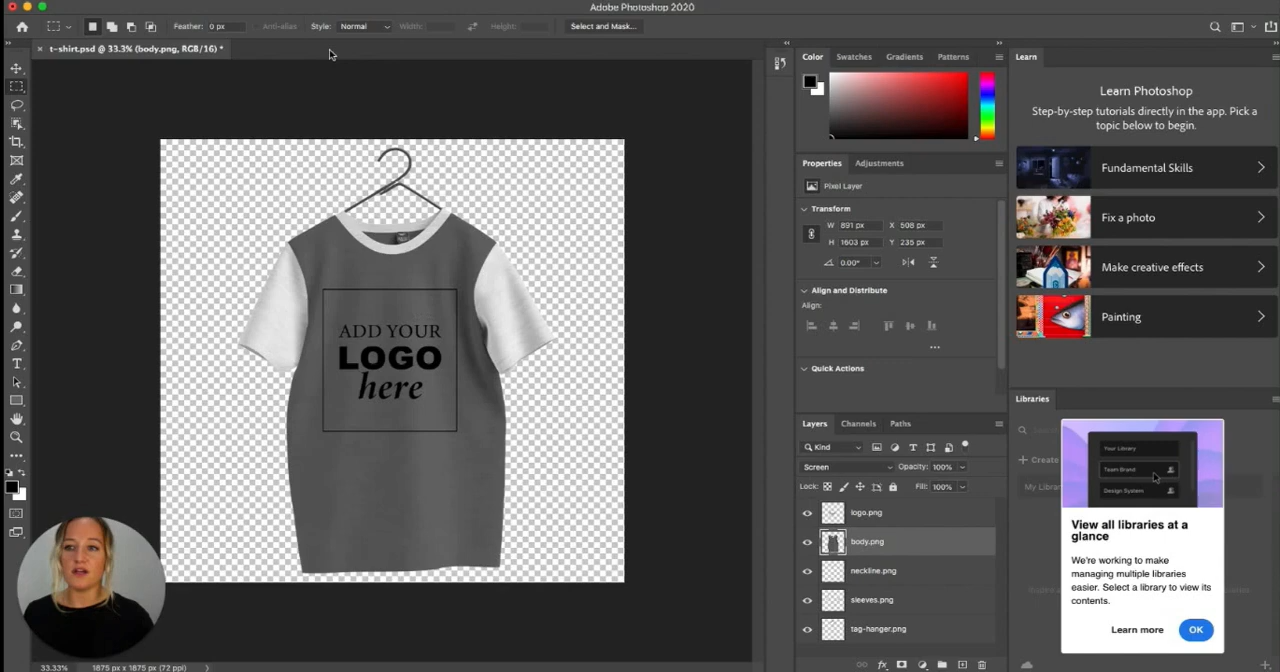 Adobe Photoshop 2020
Feather: 0 px
Anti-alias
Style: Normal
Width:
Height:
Select and Mask...
t-shirt.psd @ 33.3% (body.png, RGB/16) *
ADD YOUR
LOGO
here
33.33%
1875 px x 1875 px (72 ppi)
Color
Swatches
Gradients
Patterns
Properties
Adjustments
Pixel Layer
Transform
W 891 px X 508 px
H 1603 px Y 235 px
0.00°
Align and Distribute
Align:
Quick Actions
Layers
Channels
Paths
Kind
Screen
Opacity: 100%
Lock:
Fill: 100%
logo.png
body.png
neckline.png
sleeves.png
tag-hanger.png
fx
Learn
Learn Photoshop
Step-by-step tutorials directly in the app. Pick a
topic below to begin.
Fundamental Skills
Fix a photo
Make creative effects
Painting
Libraries
+ Create
Your Library
Team Brand
Design System
View all libraries at a
glance
We're working to make
managing multiple libraries
easier. Select a library to view its
contents.
Learn more
OK